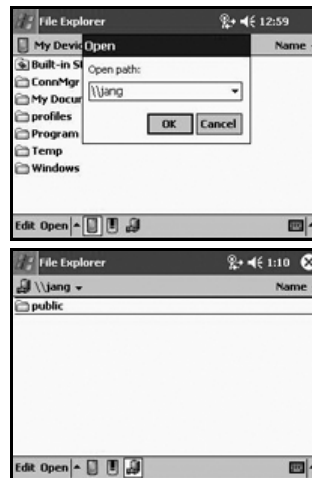 File Explorer 12:59
My Devic Open Name
Built-in St
Open path:
ConnMgr
\\jang
My Docur
profiles
OK Cancel
Program
Temp
Windows
Edit Open
File Explorer 1:10
\\jang Name
public
Edit Open